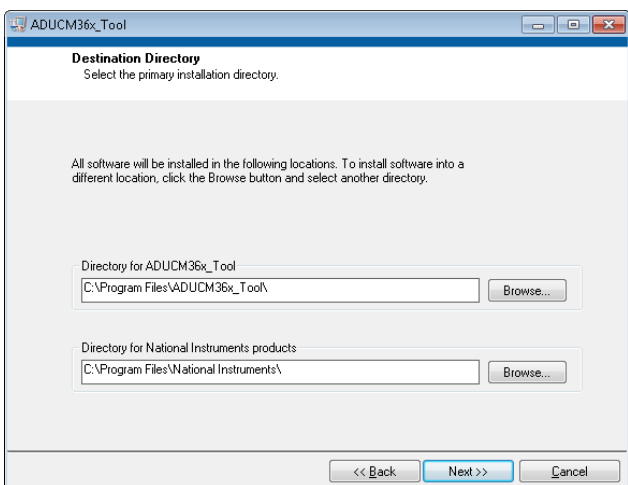 ADUCM36x_Tool
Destination Directory
Select the primary installation directory.
All software will be installed in the following locations. To install software into a
different location, click the Browse button and select another directory.
Directory for ADUCM36x_Tool
C:\Program Files\ADUCM36x_Tool\
Browse...
Directory for National Instruments products
C:\Program Files\National Instruments\
Browse...
<< Back
Next >>
Cancel